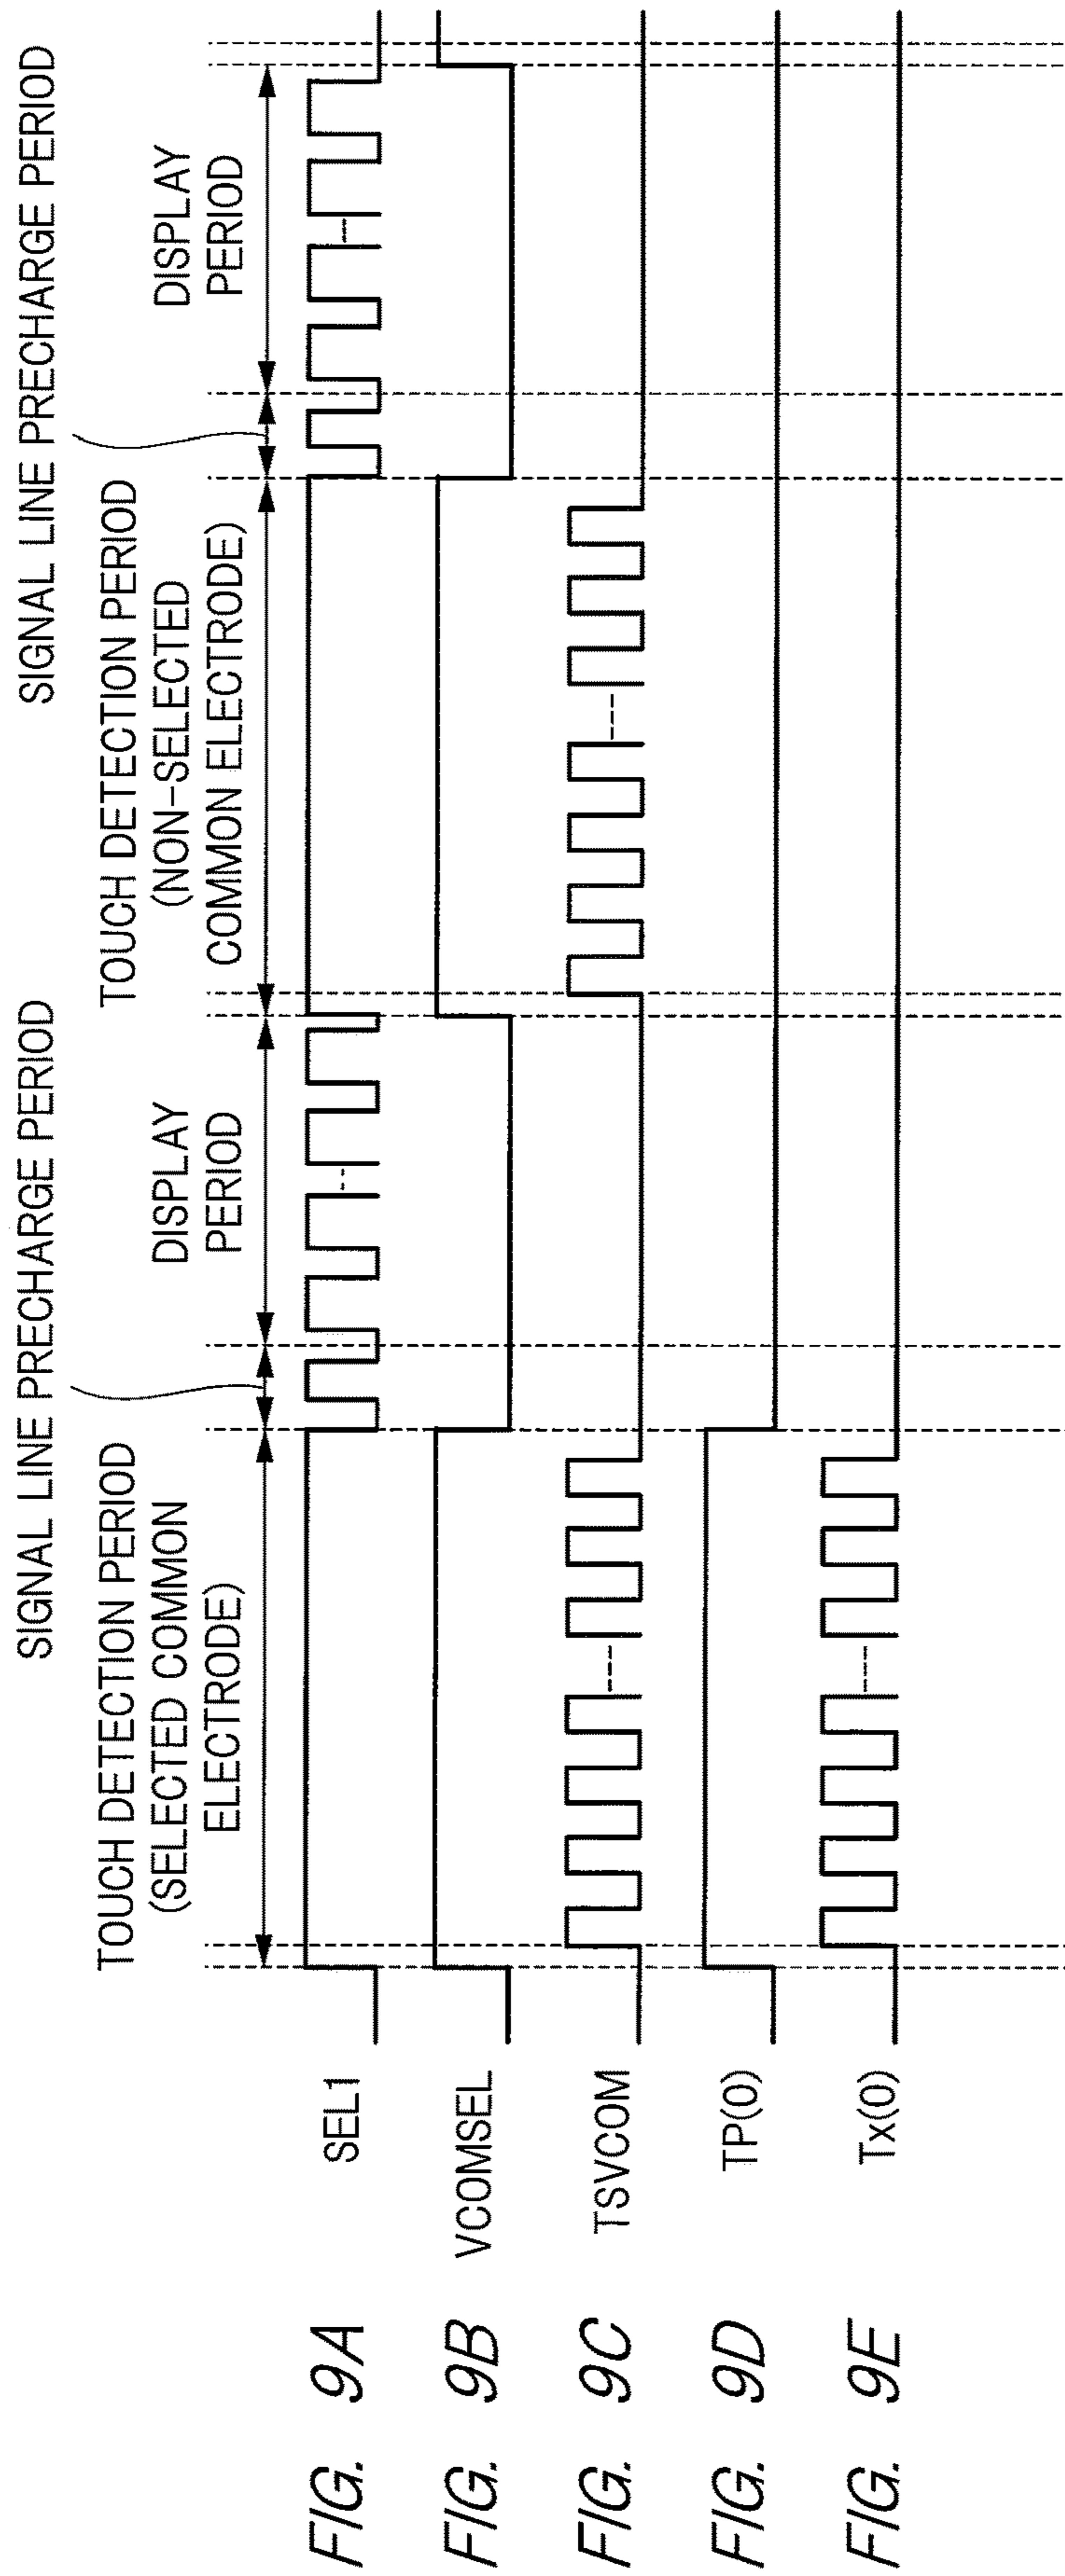 SIGNAL LINE PRECHARGE PERIOD
SIGNAL LINE PRECHARGE PERIOD
TOUCH DETECTION PERIOD
(SELECTED COMMON
ELECTRODE)
DISPLAY
PERIOD
TOUCH DETECTION PERIOD
(NON-SELECTED
COMMON ELECTRODE)
DISPLAY
PERIOD
FIG. 9A SEL1
FIG. 9B VCOMSEL
FIG. 9C TSVCOM
FIG. 9D TP(0)
FIG. 9E Tx(0)